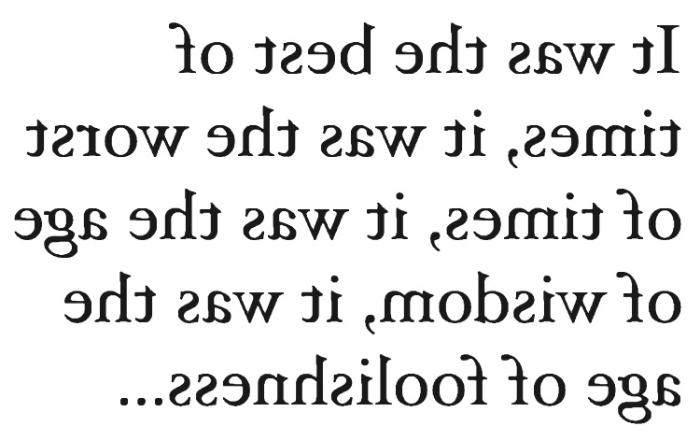 It was the best of
times, it was the worst
of times, it was the age
of wisdom, it was the
age of foolishness...